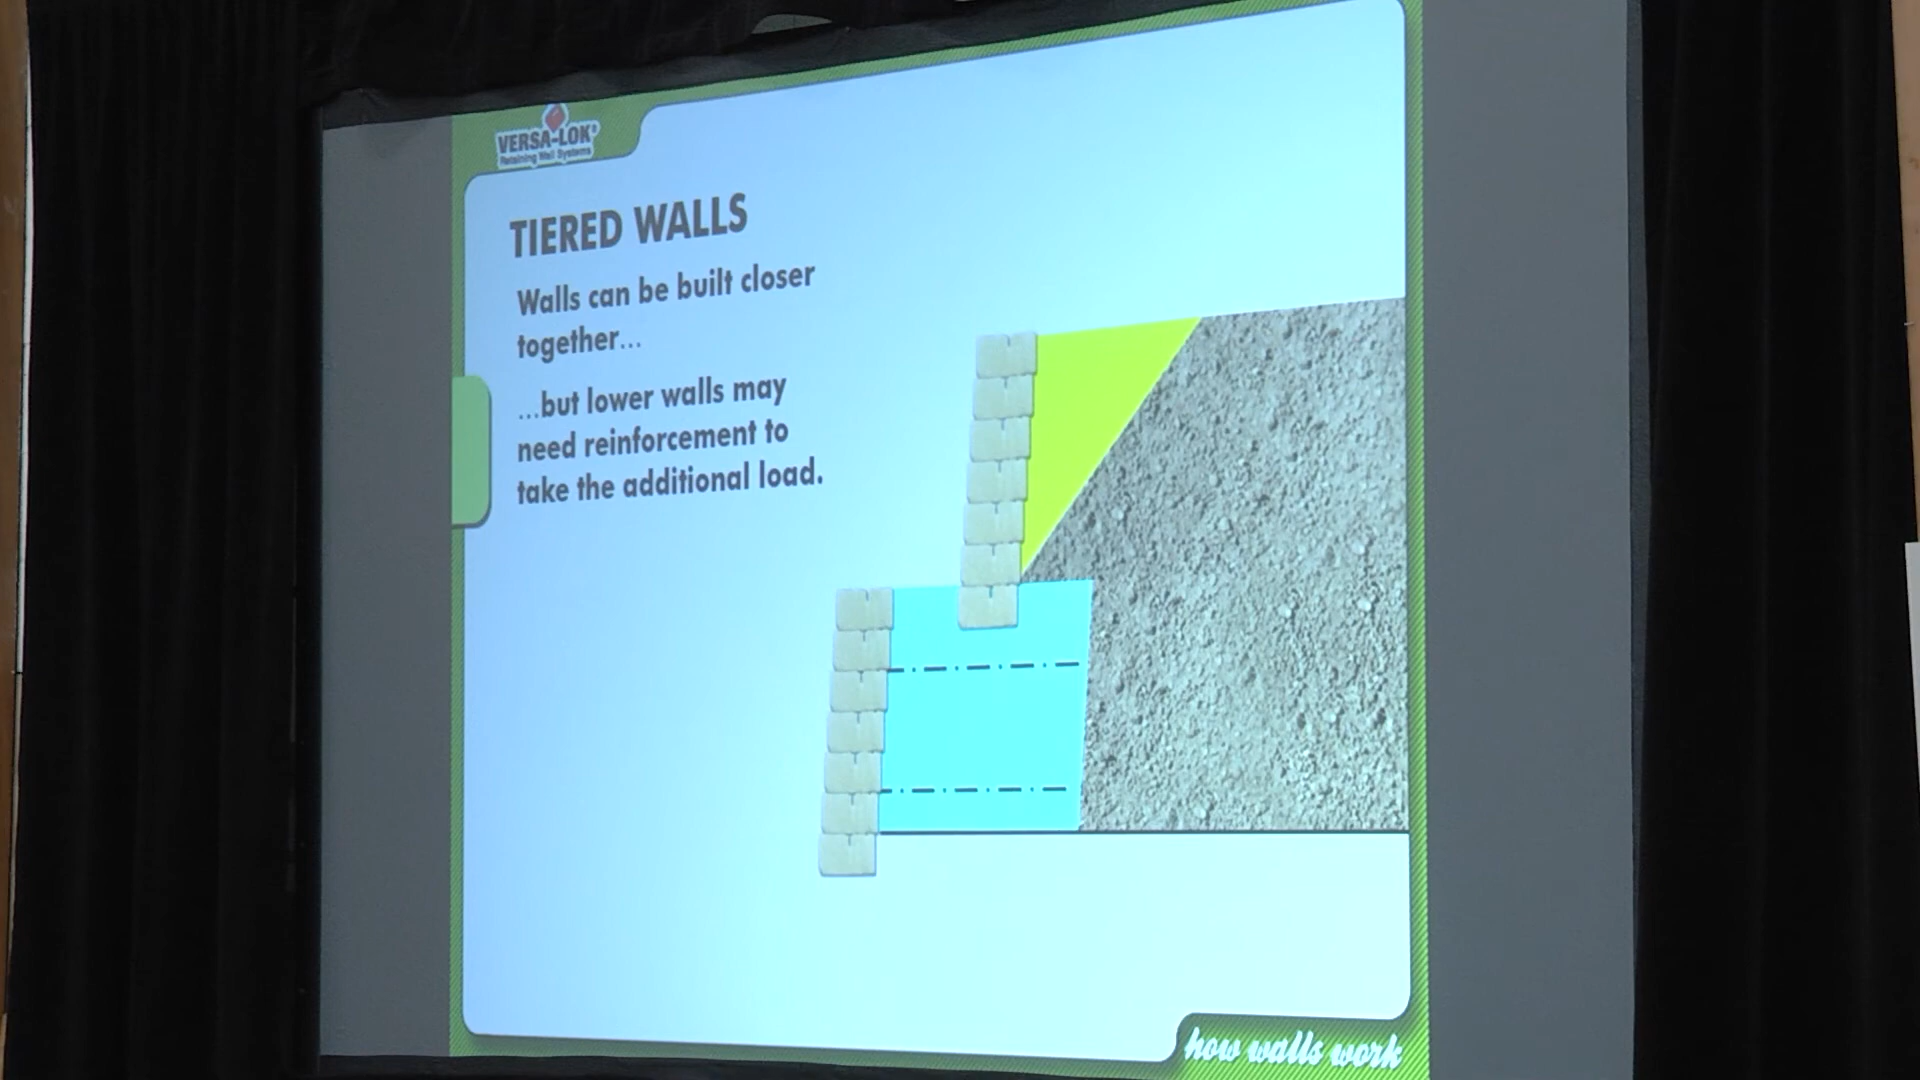 VERSA-LOK®
Retaining Wall Systems
TIERED WALLS
Walls can be built closer
together...
...but lower walls may
need reinforcement to
take the additional load.
how walls work